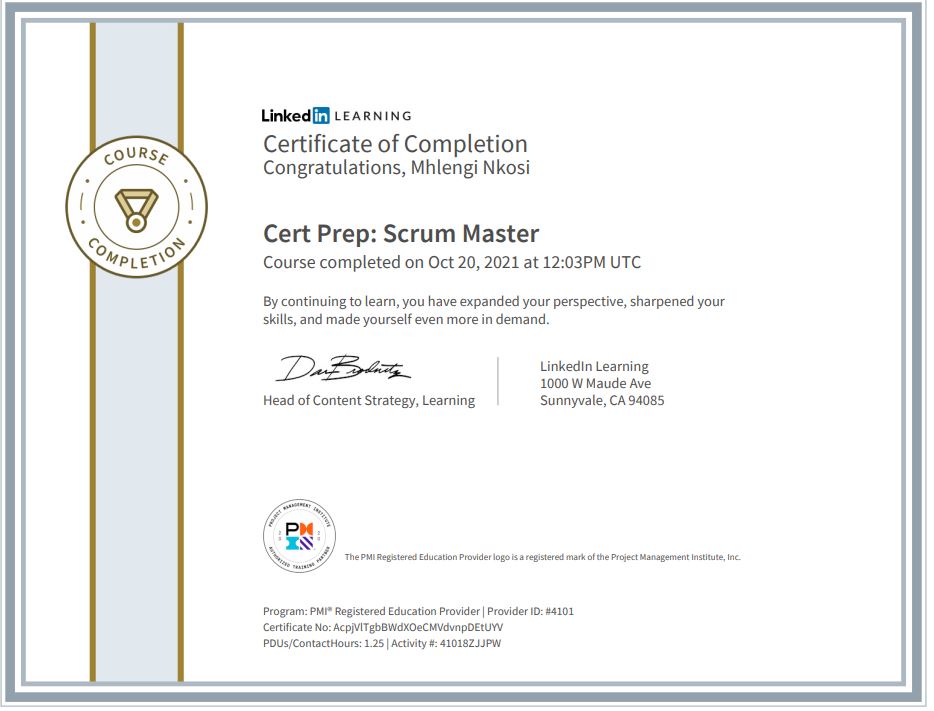 COURSE
COMPLETION
Linked in LEARNING
Certificate of Completion
Congratulations, Mhlengi Nkosi
Cert Prep: Scrum Master
Course completed on Oct 20, 2021 at 12:03PM UTC
By continuing to learn, you have expanded your perspective, sharpened your
skills, and made yourself even more in demand.
Head of Content Strategy, Learning
LinkedIn Learning
1000 W Maude Ave
Sunnyvale, CA 94085
PROJECT MANAGEMENT INSTITUTE
PM
AUTHORIZED TRAINING PARTNER
The PMI Registered Education Provider logo is a registered mark of the Project Management Institute, Inc.
Program: PMI® Registered Education Provider | Provider ID: #4101
Certificate No: AcpjVlTgbBWdXOeCMVdvnpDEtUYV
PDUs/ContactHours: 1.25 | Activity #: 41018ZJJPW